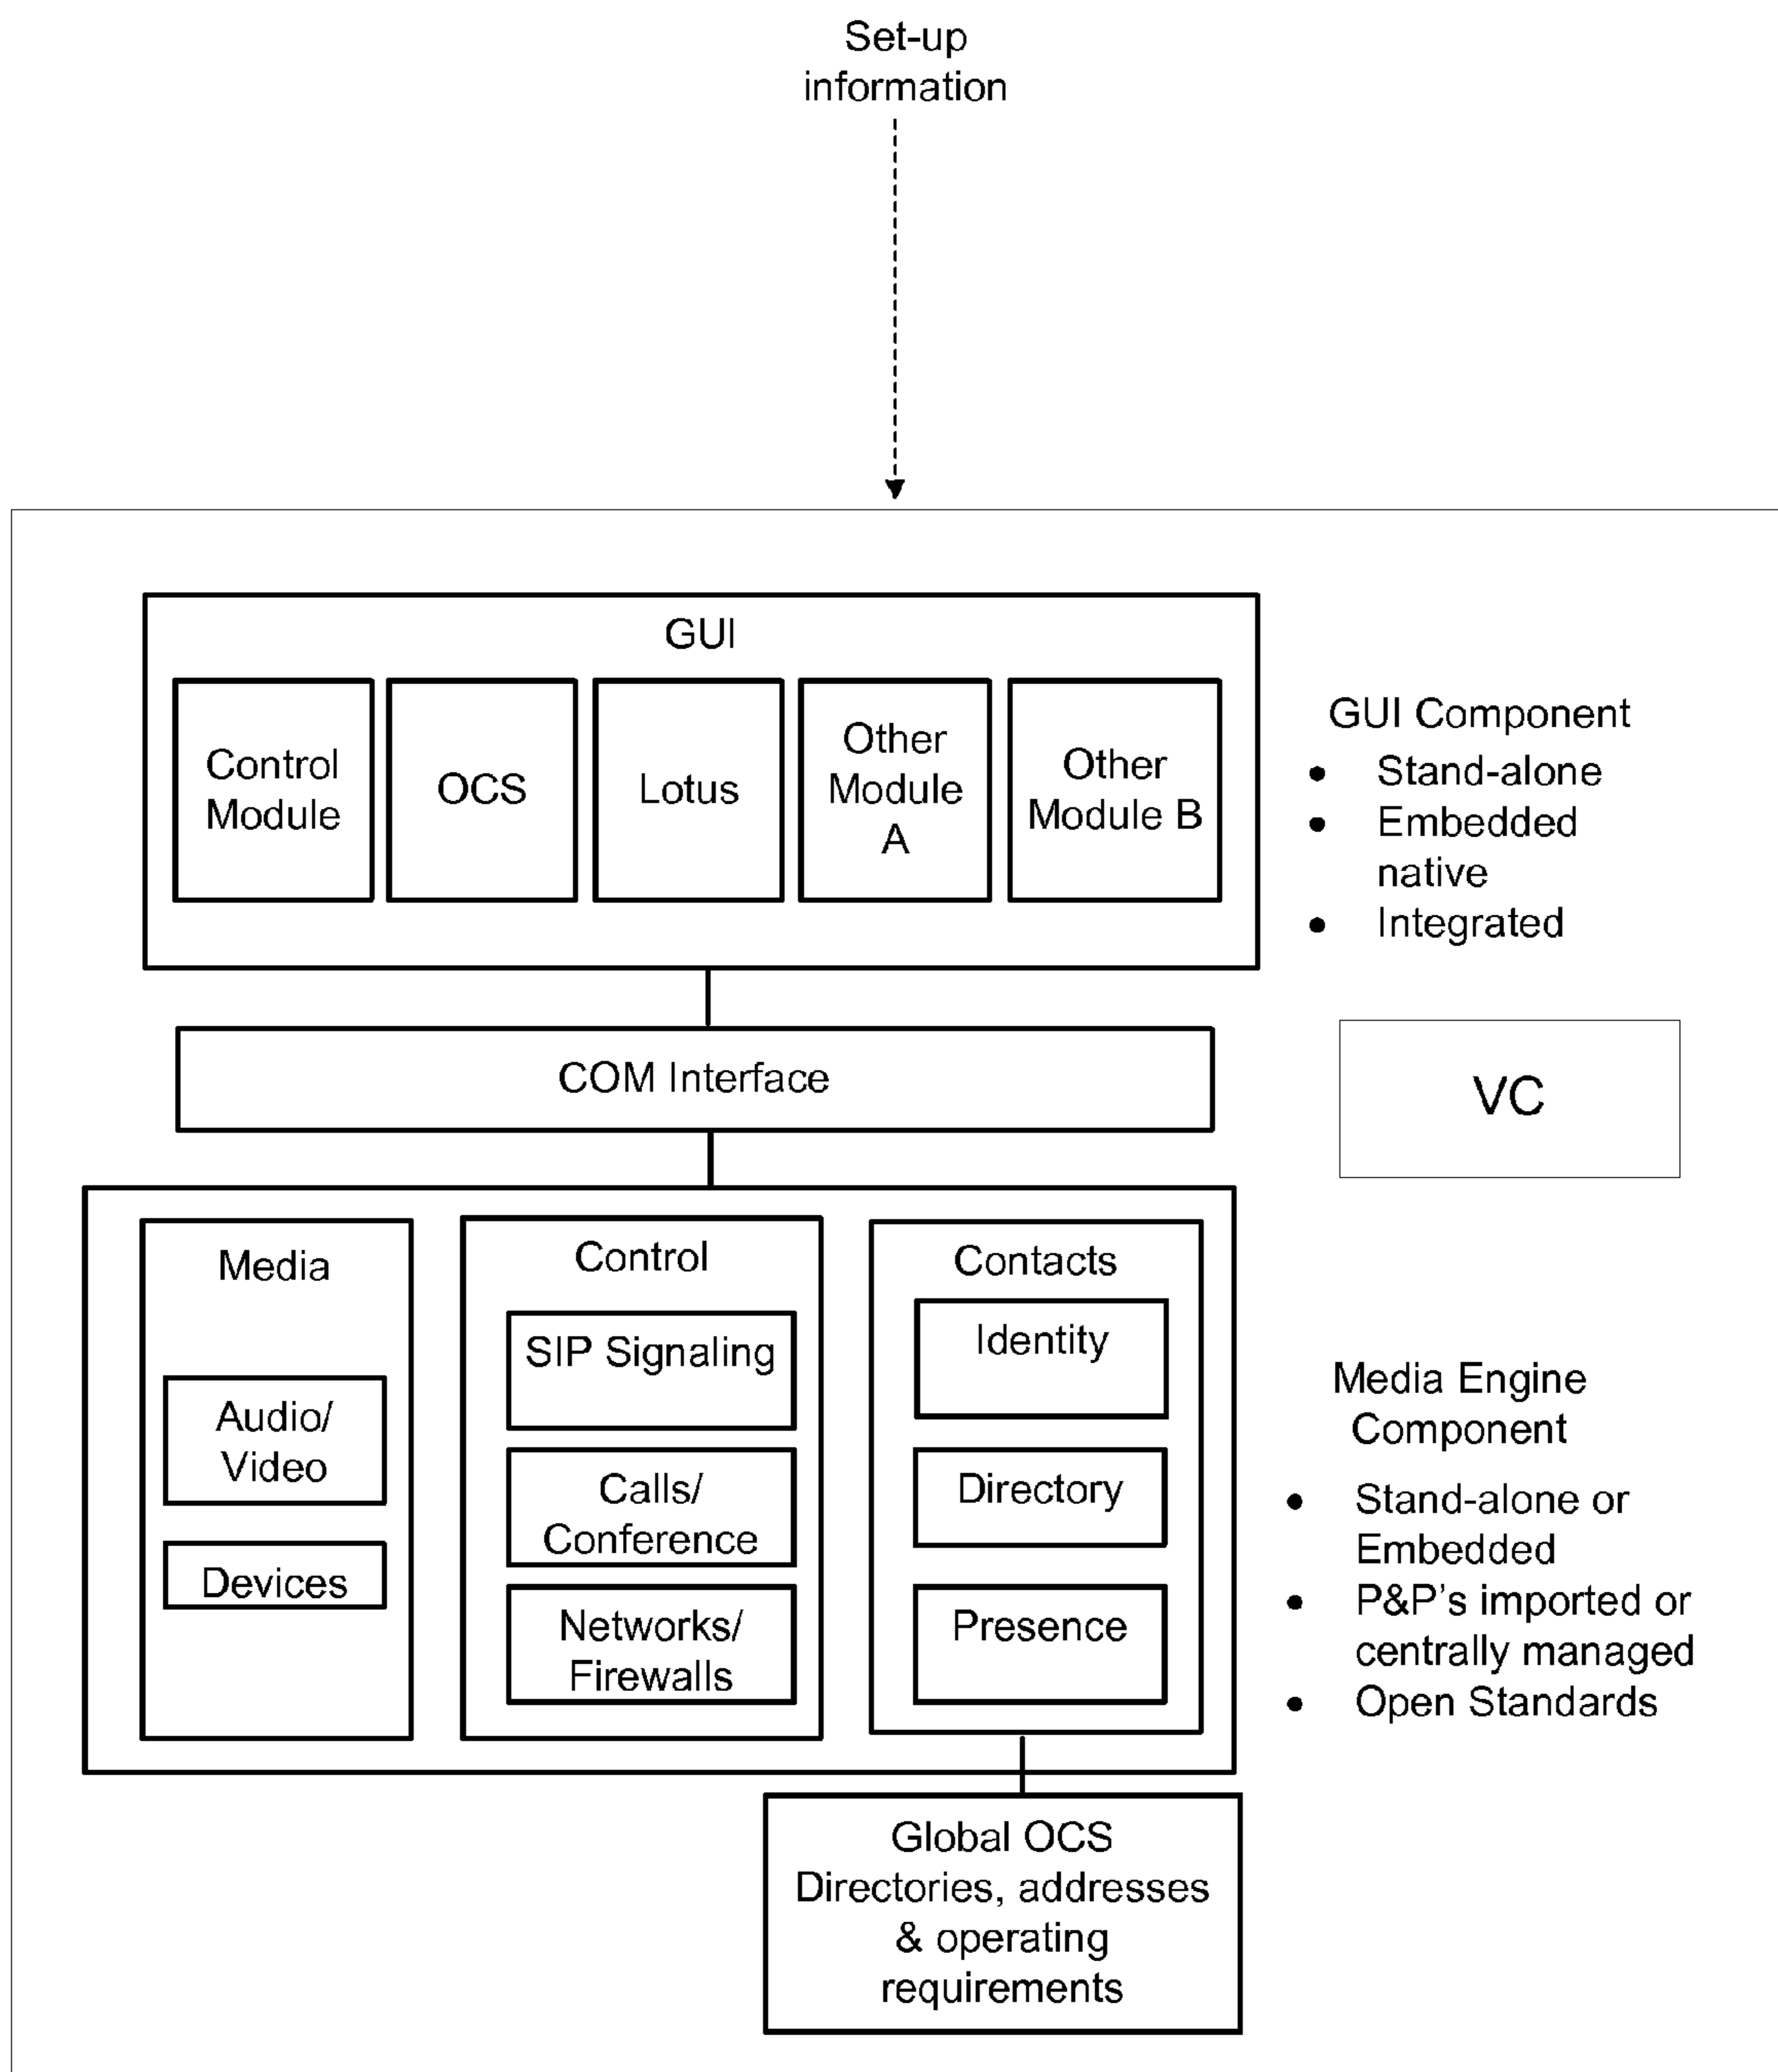 Set-up
information
GUI
Control
Module
OCS
Lotus
Other
Module
A
Other
Module B
GUI Component
• Stand-alone
• Embedded
native
• Integrated
COM Interface
VC
Media
Audio/
Video
Devices
Control
SIP Signaling
Calls/
Conference
Networks/
Firewalls
Contacts
Identity
Directory
Presence
Media Engine
Component
• Stand-alone or
Embedded
• P&P's imported or
centrally managed
• Open Standards
Global OCS
Directories, addresses
& operating
requirements